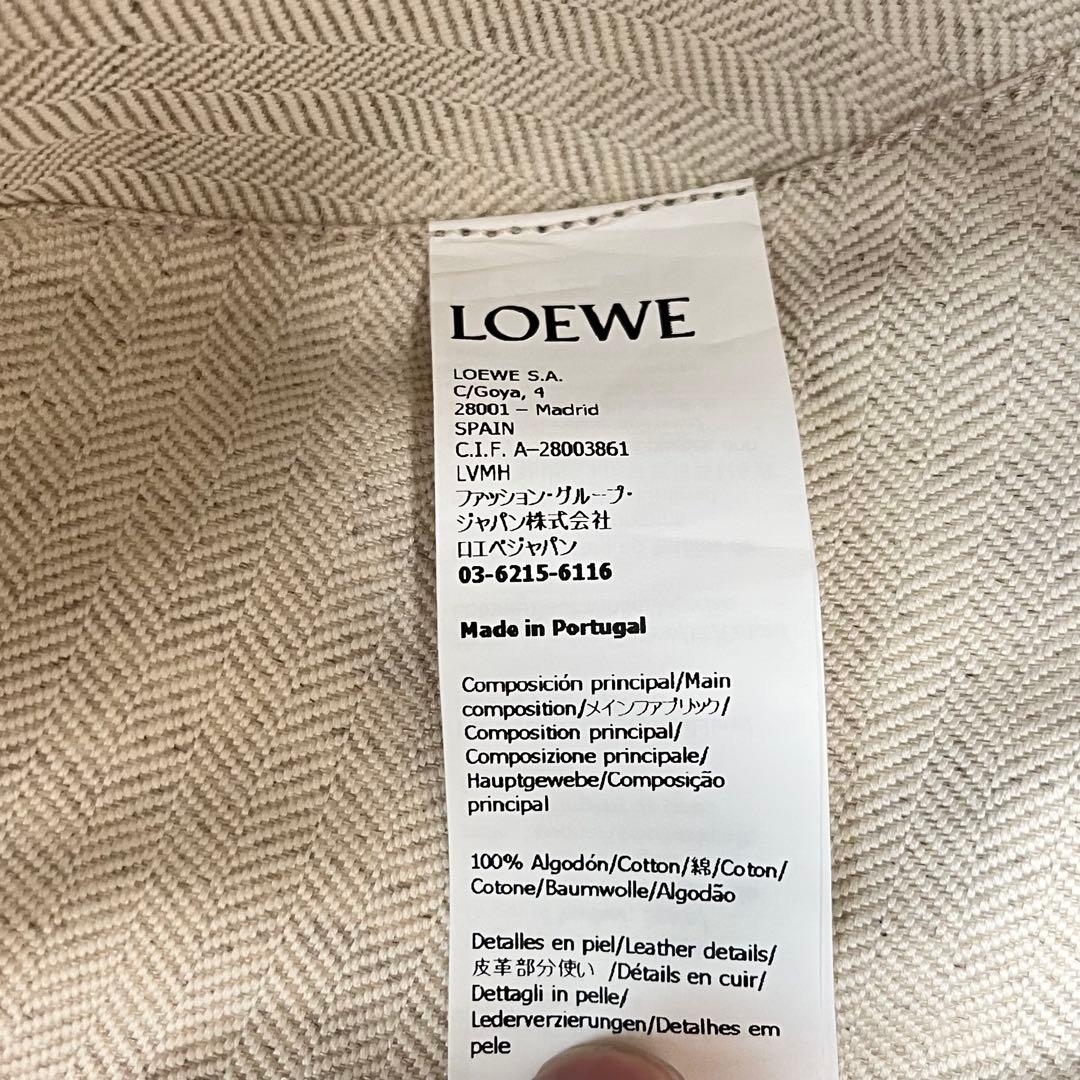 LOEWE
LOEWE S.A.
C/Goya, 4
28001 – Madrid
SPAIN
C.I.F. A–28003861
LVMH
ファッション・グループ・
ジャパン株式会社
ロエベジャパン
03-6215-6116
Made in Portugal
Composición principal/Main
composition/メインファブリック/
Composition principal/
Composizione principale/
Hauptgewebe/Composição
principal
100% Algodón/Cotton/綿/Coton/
Cotone/Baumwolle/Algodão
Detalles en piel/Leather details/
皮革部分使い /Détails en cuir/
Dettagli in pelle/
Lederverzierungen/Detalhes em
pele